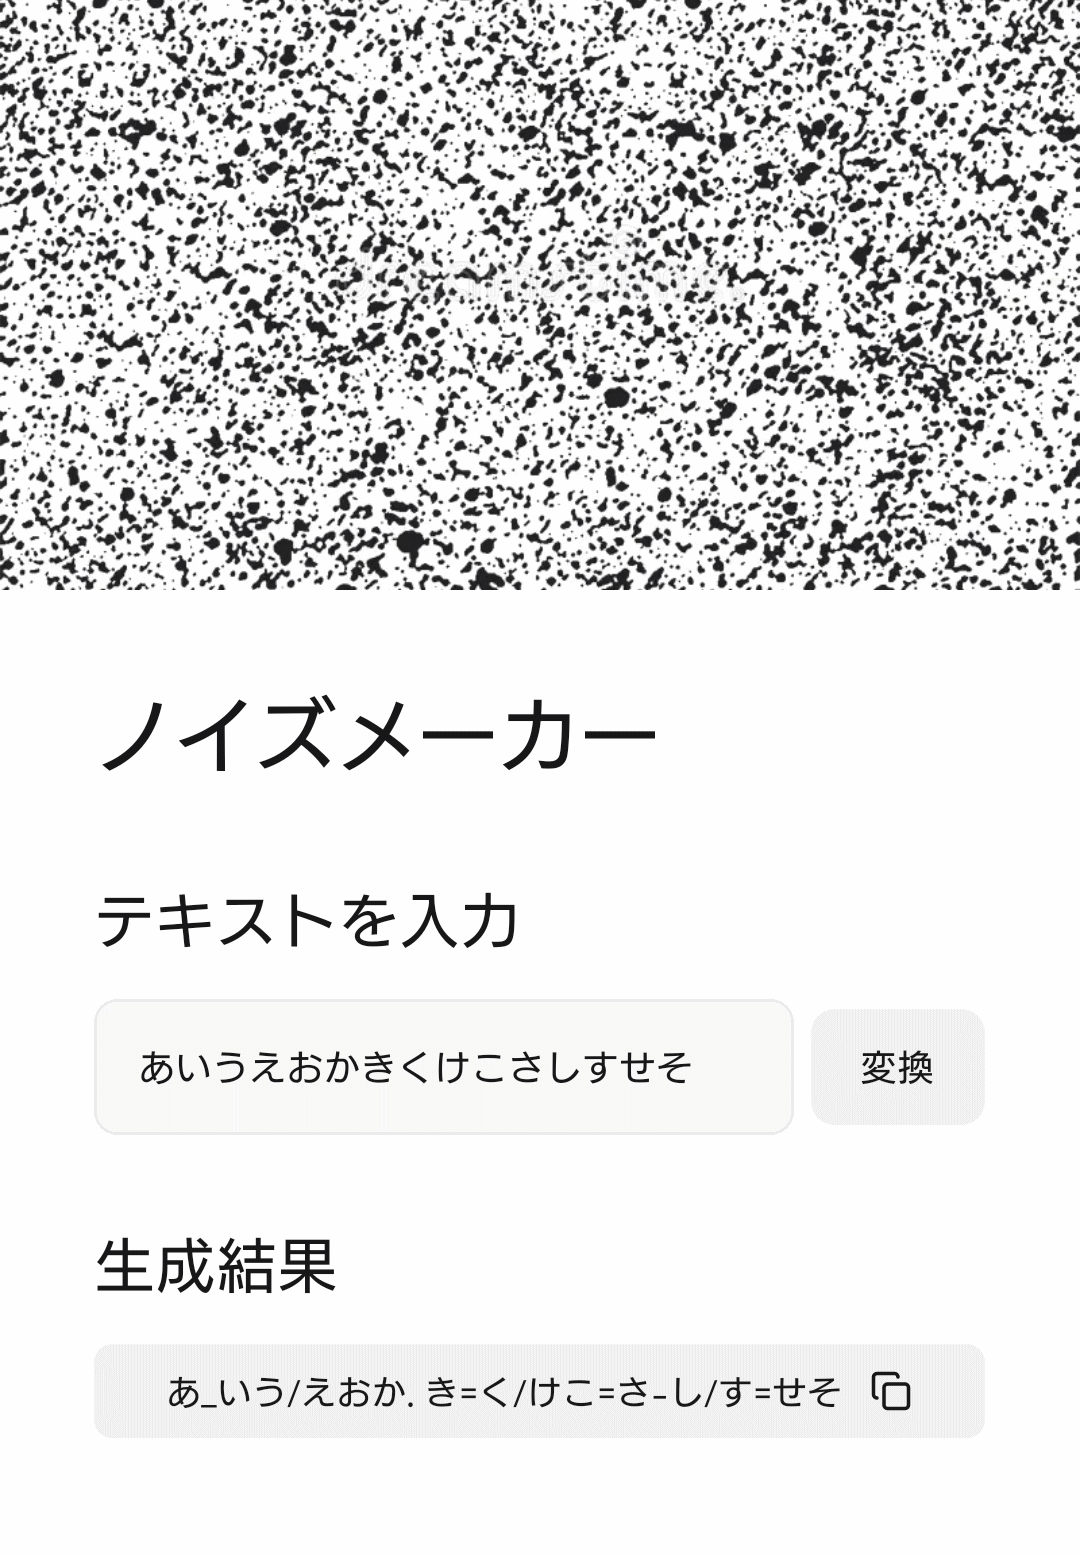 ノイズメーカー
テキストを入力
あいうえおかきくけこさしすせそ
変換
生成結果
あ_いう/えおか. き=く/けこ=さ-し/す=せそ